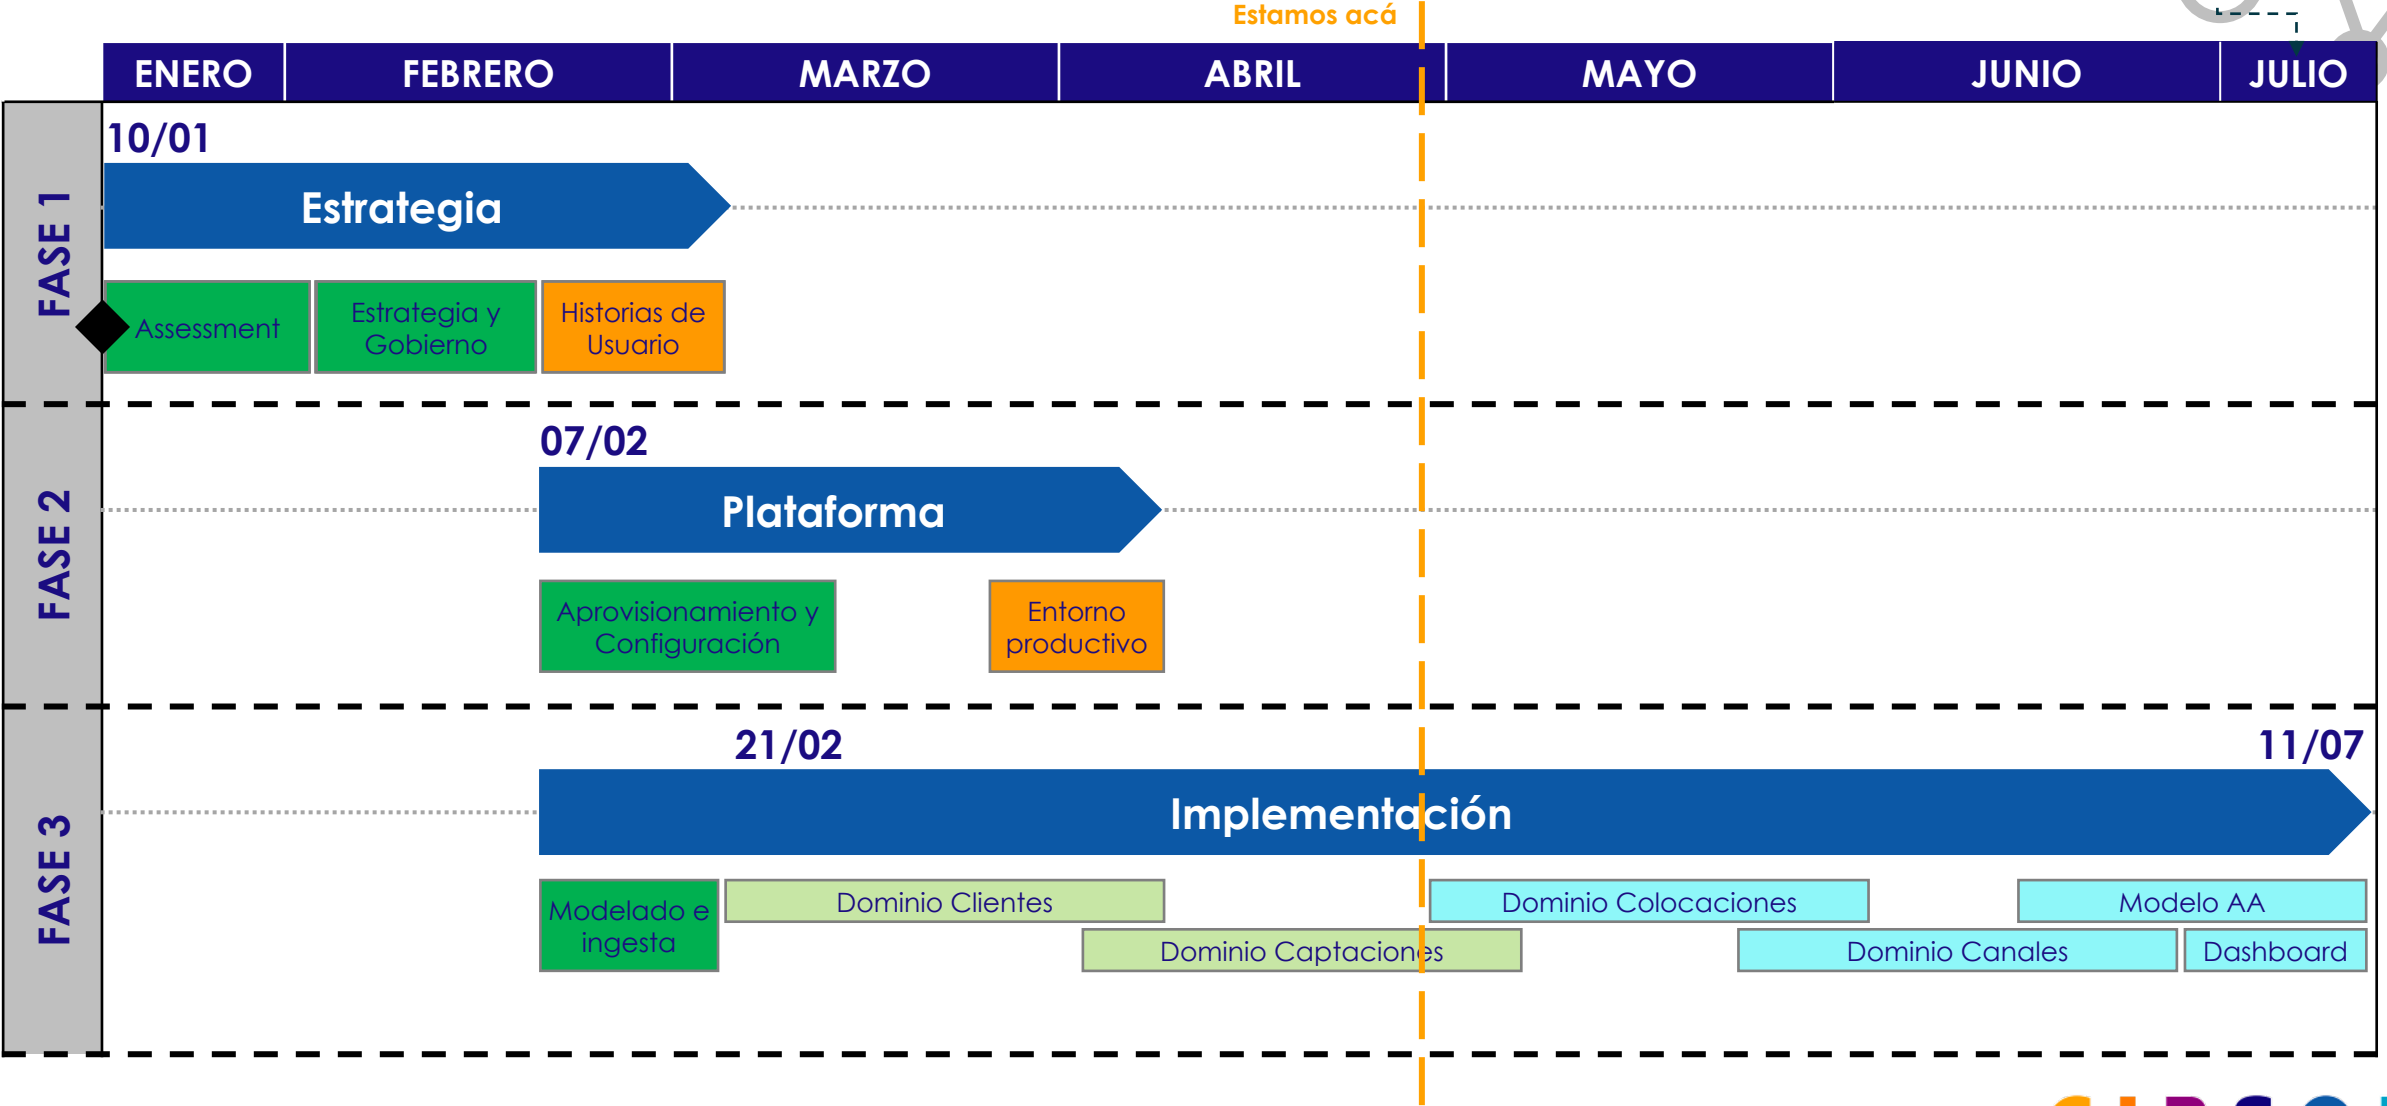 Estamos acá
ENERO FEBRERO MARZO ABRIL MAYO JUNIO JULIO
FASE 1
10/01
Estrategia
Assessment
Estrategia y
Gobierno
Historias de
Usuario
FASE 2
07/02
Plataforma
Aprovisionamiento y
Configuración
Entorno
productivo
FASE 3
21/02
11/07
Implementación
Modelado e
ingesta
Dominio Clientes
Dominio Colocaciones
Modelo AA
Dominio Captaciones
Dominio Canales
Dashboard